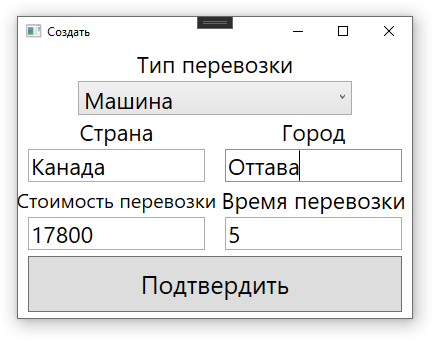 Создать
Тип перевозки
Машина
Страна Город
Канада Оттава
Стоимость перевозки Время перевозки
17800 5
Подтвердить